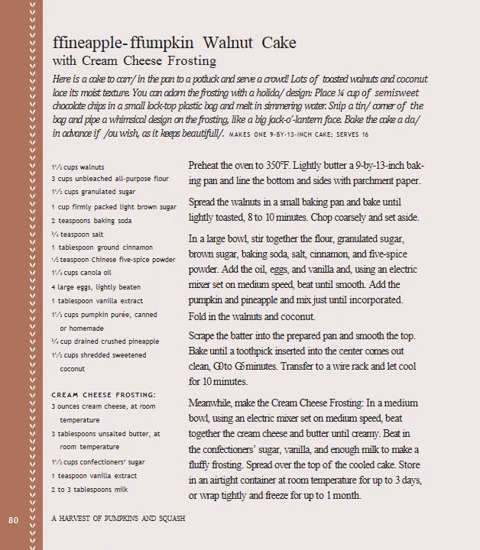 ffineapple-ffumpkin Walnut Cake
with Cream Cheese Frosting
Here is a cake to carr/ in the pan to a potluck and serve a crowd! Lots of toasted walnuts and coconut
lace its moist texture. You can adorn the frosting with a holida/ design: Place ¼ cup of semisweet
chocolate chips in a small lock-top plastic bag and melt in simmering water. Snip a tin/ corner of the
bag and pipe a whimsical design on the frosting, like a big jack-o'-lantern face. Bake the cake a da/
in advance if /ou wish, as it keeps beautifull/. MAKES ONE 9-BY-13-INCH CAKE; SERVES 16
1½ cups walnuts
3 cups unbleached all-purpose flour
1½ cups granulated sugar
1 cup firmly packed light brown sugar
2 teaspoons baking soda
teaspoon salt
1 tablespoon ground cinnamon
1½ teaspoon Chinese five-spice powder
cups canola oil
4 large eggs, lightly beaten
1 tablespoon vanilla extract
1½ cups pumpkin purée, canned
or homemade
cup drained crushed pineapple
1½ cups shredded sweetened
coconut
CREAM CHEESE FROSTING:
3 ounces cream cheese, at room
temperature
3 tablespoons unsalted butter, at
room temperature
1½ cups confectioners' sugar
1 teaspoon vanilla extract
2 to 3 tablespoons milk
Preheat the oven to 350°F. Lightly butter a 9-by-13-inch bak-
ing pan and line the bottom and sides with parchment paper.
Spread the walnuts in a small baking pan and bake until
lightly toasted, 8 to 10 minutes. Chop coarsely and set aside.
In a large bowl, stir together the flour, granulated sugar,
brown sugar, baking soda, salt, cinnamon, and five-spice
powder. Add the oil, eggs, and vanilla and, using an electric
mixer set on medium speed, beat until smooth. Add the
pumpkin and pineapple and mix just until incorporated.
Fold in the walnuts and coconut.
Scrape the batter into the prepared pan and smooth the top.
Bake until a toothpick inserted into the center comes out
clean, to minutes. Transfer to a wire rack and let cool
for 10 minutes.
Meanwhile, make the Cream Cheese Frosting: In a medium
bowl, using an electric mixer set on medium speed, beat
together the cream cheese and butter until creamy. Beat in
the confectioners' sugar, vanilla, and enough milk to make a
fluffy frosting. Spread over the top of the cooled cake. Store
in an airtight container at room temperature for up to 3 days,
or wrap tightly and freeze for up to 1 month.
80
A HARVEST OF PUMPKINS AND SQUASH